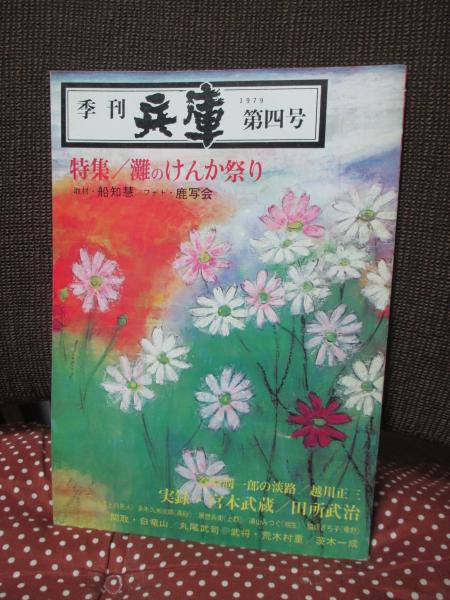 季刊 兵庫 1979 第四号
特集／灘のけんか祭り
取材・船知慧 フォト・鹿写会
潤一郎の淡路／越川正三
実録 宮本武蔵／田所武治
間取・白竜山 丸尾武司 武将・荒木村重／茨木一成